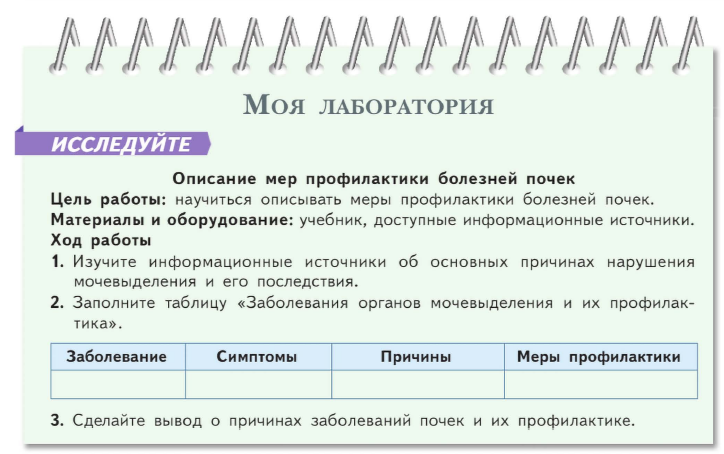 Моя лаборатория
ИССЛЕДУЙТЕ
Описание мер профилактики болезней почек
Цель работы: научиться описывать меры профилактики болезней почек.
Материалы и оборудование: учебник, доступные информационные источники.
Ход работы
1. Изучите информационные источники об основных причинах нарушения
мочевыделения и его последствия.
2. Заполните таблицу «Заболевания органов мочевыделения и их профилак-
тика».
Заболевание Симптомы Причины Меры профилактики
3. Сделайте вывод о причинах заболеваний почек и их профилактике.